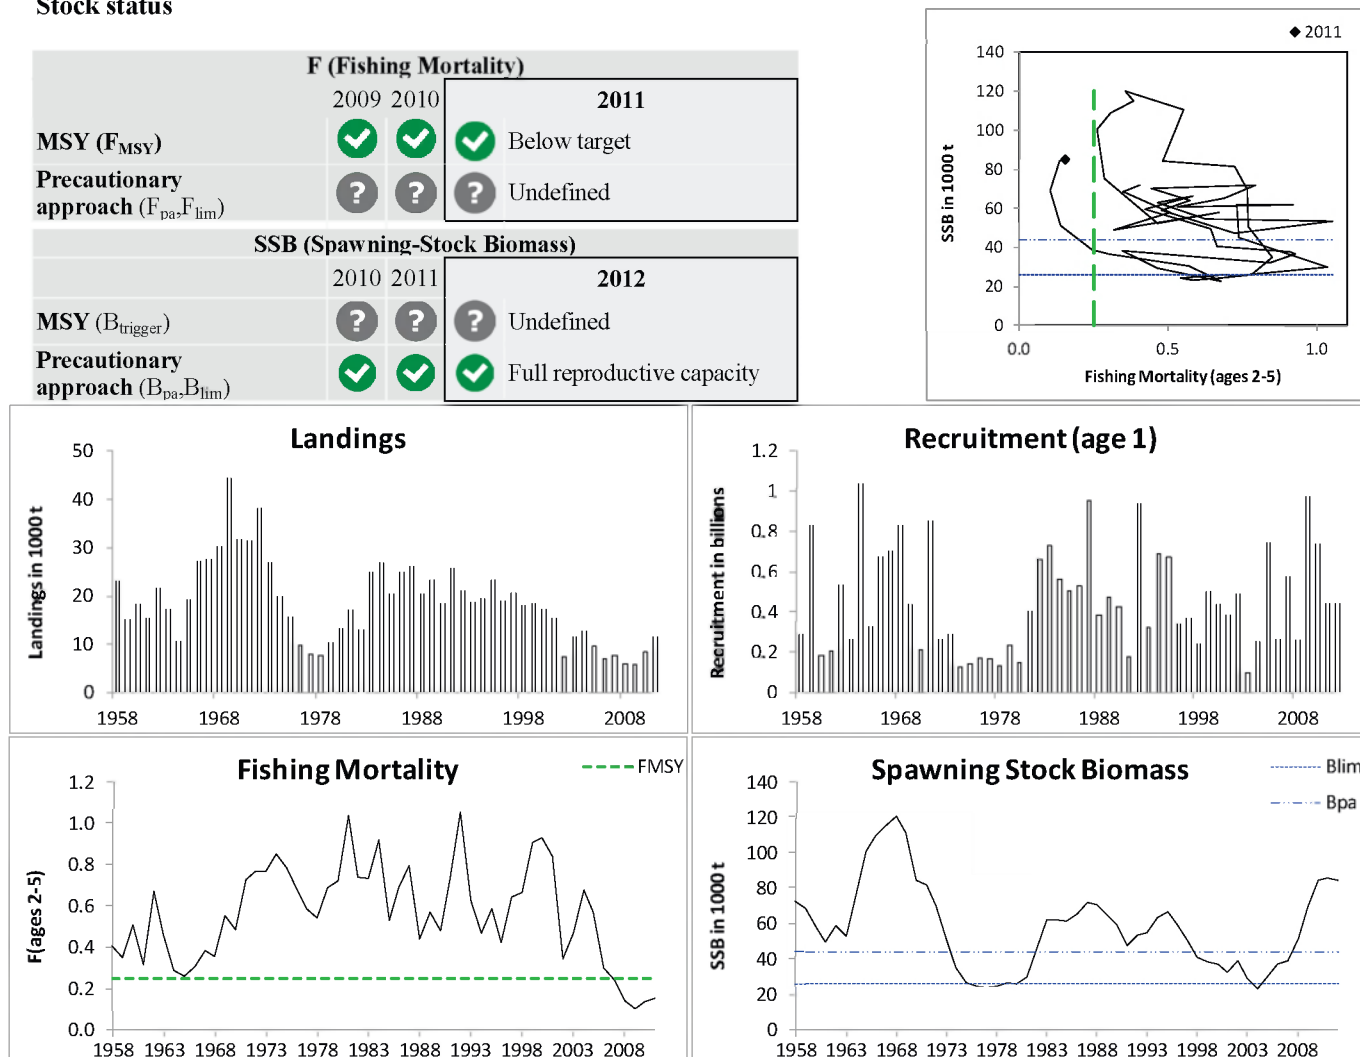 Stock status
F (Fishing Mortality)
2009 2010 2011
MSY (FMSY) Below target
Precautionary
approach (Fpa,Flim) Undefined
SSB (Spawning-Stock Biomass)
2010 2011 2012
MSY (Btrigger) Undefined
Precautionary
approach (Bpa,Blim) Full reproductive capacity
2011
140
120
100
80
60
40
20
0
SSB in 1000 t
0.0 0.5 1.0
Fishing Mortality (ages 2-5)
Landings
50
40
30
20
10
0
Landings in 1000 t
1958 1968 1978 1988 1998 2008
Recruitment (age 1)
1.2
1
0.8
0.6
0.4
0.2
0
Recruitment in billions
1958 1968 1978 1988 1998 2008
Fishing Mortality
FMSY
1.2
1.0
0.8
0.6
0.4
0.2
0.0
F(ages 2-5)
1958 1963 1968 1973 1978 1983 1988 1993 1998 2003 2008
Spawning Stock Biomass
Blim
Bpa
140
120
100
80
60
40
20
0
SSB in 1000 t
1958 1963 1968 1973 1978 1983 1988 1993 1998 2003 2008